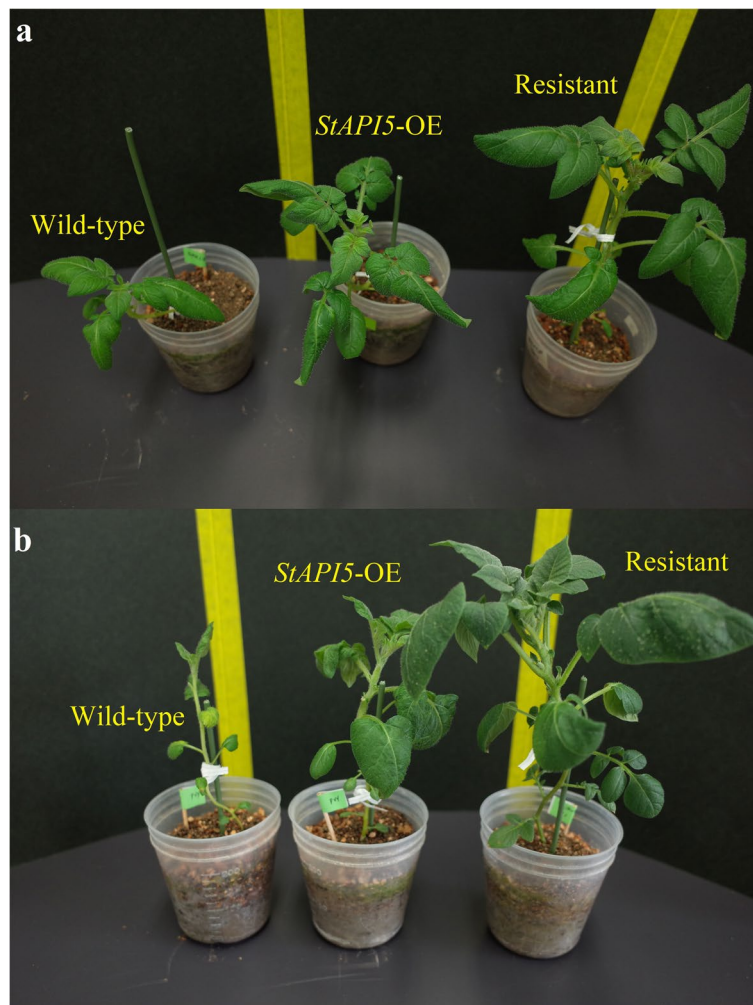 a
Resistant
StAPI5-OE
Wild-type
b
StAPI5-OE
Resistant
Wild-type